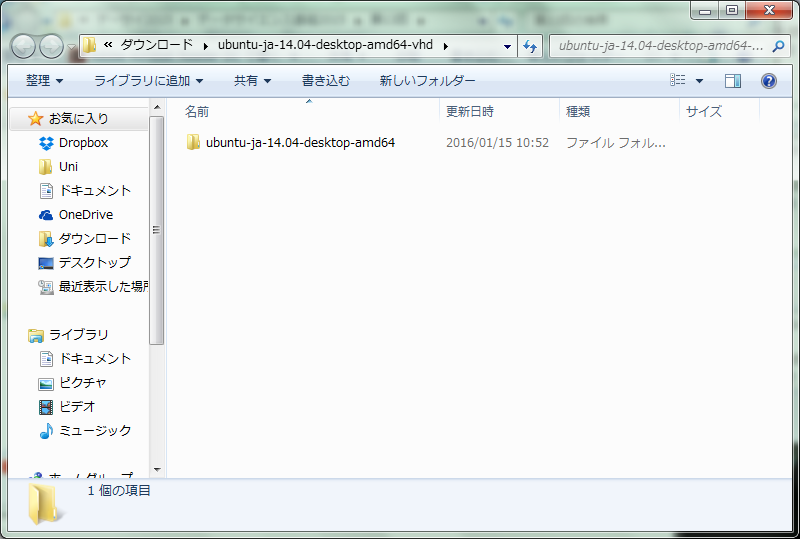 « ダウンロード ▸ ubuntu-ja-14.04-desktop-amd64-vhd ▸
ubuntu-ja-14.04-desktop-amd64-...
整理 ライブラリに追加 共有 書き込む 新しいフォルダー
名前 更新日時 種類 サイズ
ubuntu-ja-14.04-desktop-amd64 2016/01/15 10:52 ファイル フォル...
お気に入り
Dropbox
Uni
ドキュメント
OneDrive
ダウンロード
デスクトップ
最近表示した場所
ライブラリ
ドキュメント
ピクチャ
ビデオ
ミュージック
ホームグループ
1 個の項目